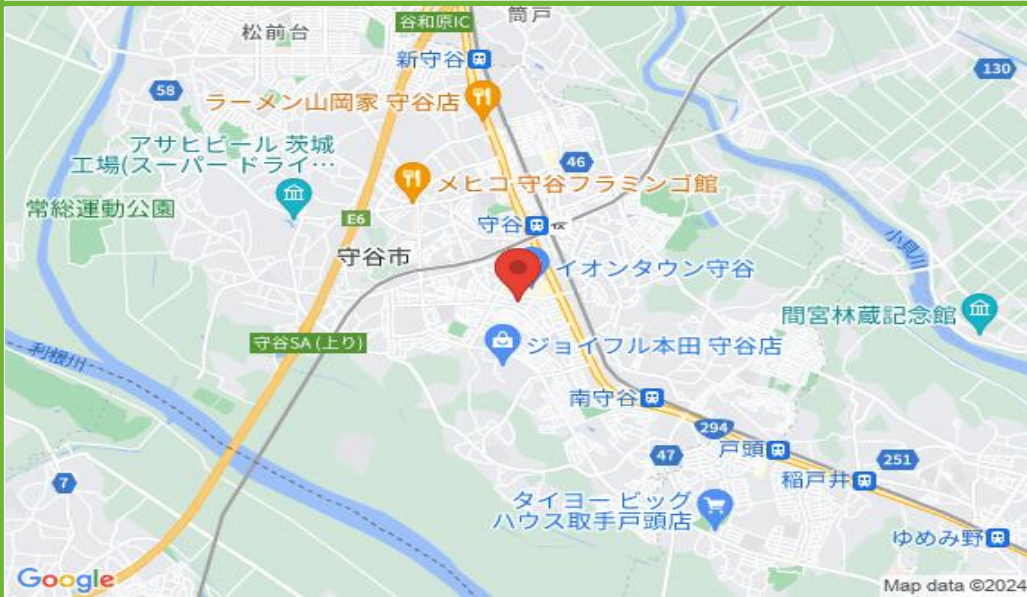 筒戸
谷和原IC
松前台
新守谷
130
58
ラーメン山岡家 守谷店
アサヒビール 茨城
工場(スーパー ドライ…
46
メヒコ 守谷フラミンゴ館
常総運動公園
E6
守谷
小貝川
守谷市
イオンタウン守谷
間宮林蔵記念館
守谷SA (上り)
ジョイフル本田 守谷店
利根川
南守谷
294
戸頭
47
251
7
稲戸井
タイヨー ビッグ
ハウス取手戸頭店
ゆめみ野
Google
Map data ©2024